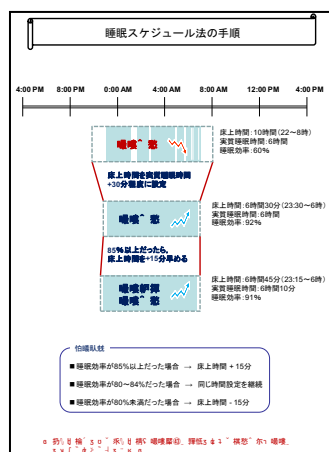 睡眠スケジュール法の手順
4:00 PM 8:00 PM 0:00 AM 4:00 AM 8:00 AM 12:00 PM 4:00 PM
床上時間:10時間(22~8時)
実質睡眠時間:6時間
睡眠効率:60%
床上時間を実質睡眠時間
+30分程度に設定
床上時間:6時間30分(23:30~6時)
実質睡眠時間:6時間
睡眠効率:92%
85%以上だったら、
床上時間を+15分早める
床上時間:6時間45分(23:15~6時)
実質睡眠時間:6時間10分
睡眠効率:91%
■ 睡眠効率が85%以上だった場合 → 床上時間 + 15分
■ 睡眠効率が80~84%だった場合 → 同じ時間設定を継続
■ 睡眠効率が80%未満だった場合 → 床上時間 - 15分